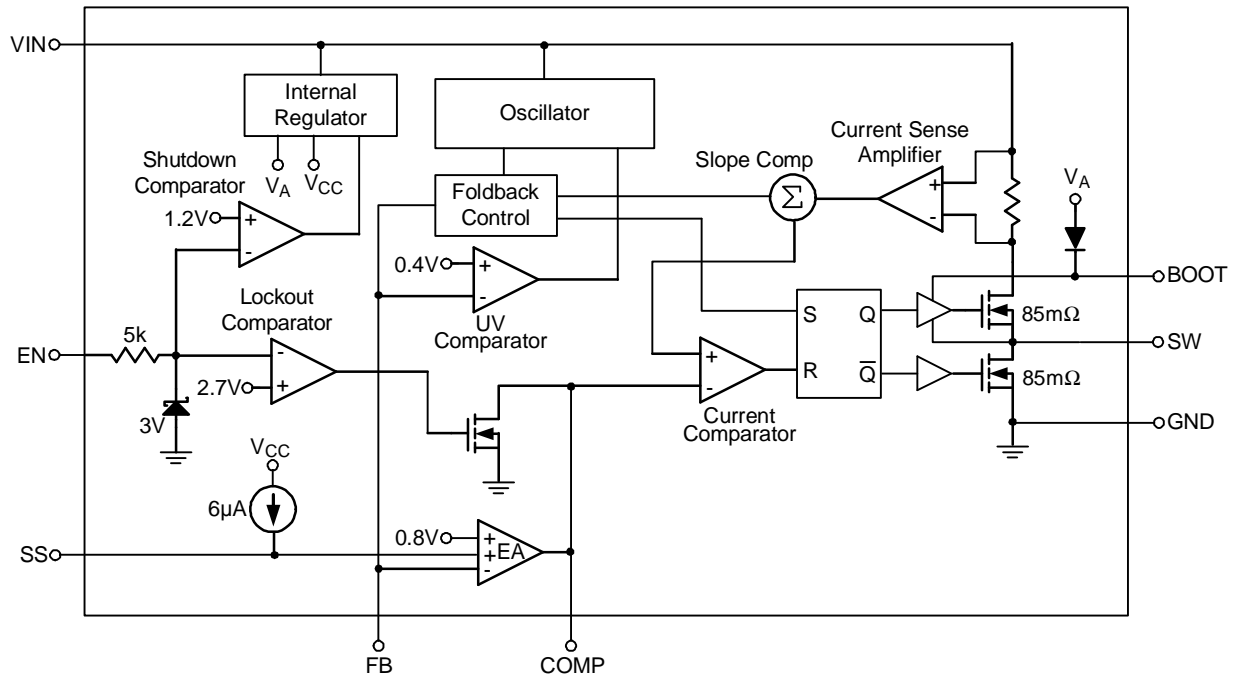 VIN
Internal
Regulator
Oscillator
Current Sense
Amplifier
Shutdown
Comparator
V_A
V_CC
Slope Comp
Foldback
Control
Σ
+
-
V_A
1.2V
+
-
0.4V
+
-
BOOT
Lockout
Comparator
UV
Comparator
S
Q
85mΩ
5k
EN
-
+
2.7V
SW
+
-
R
Q̅
85mΩ
3V
Current
Comparator
GND
V_CC
6µA
0.8V
+
+
-
EA
SS
FB
COMP